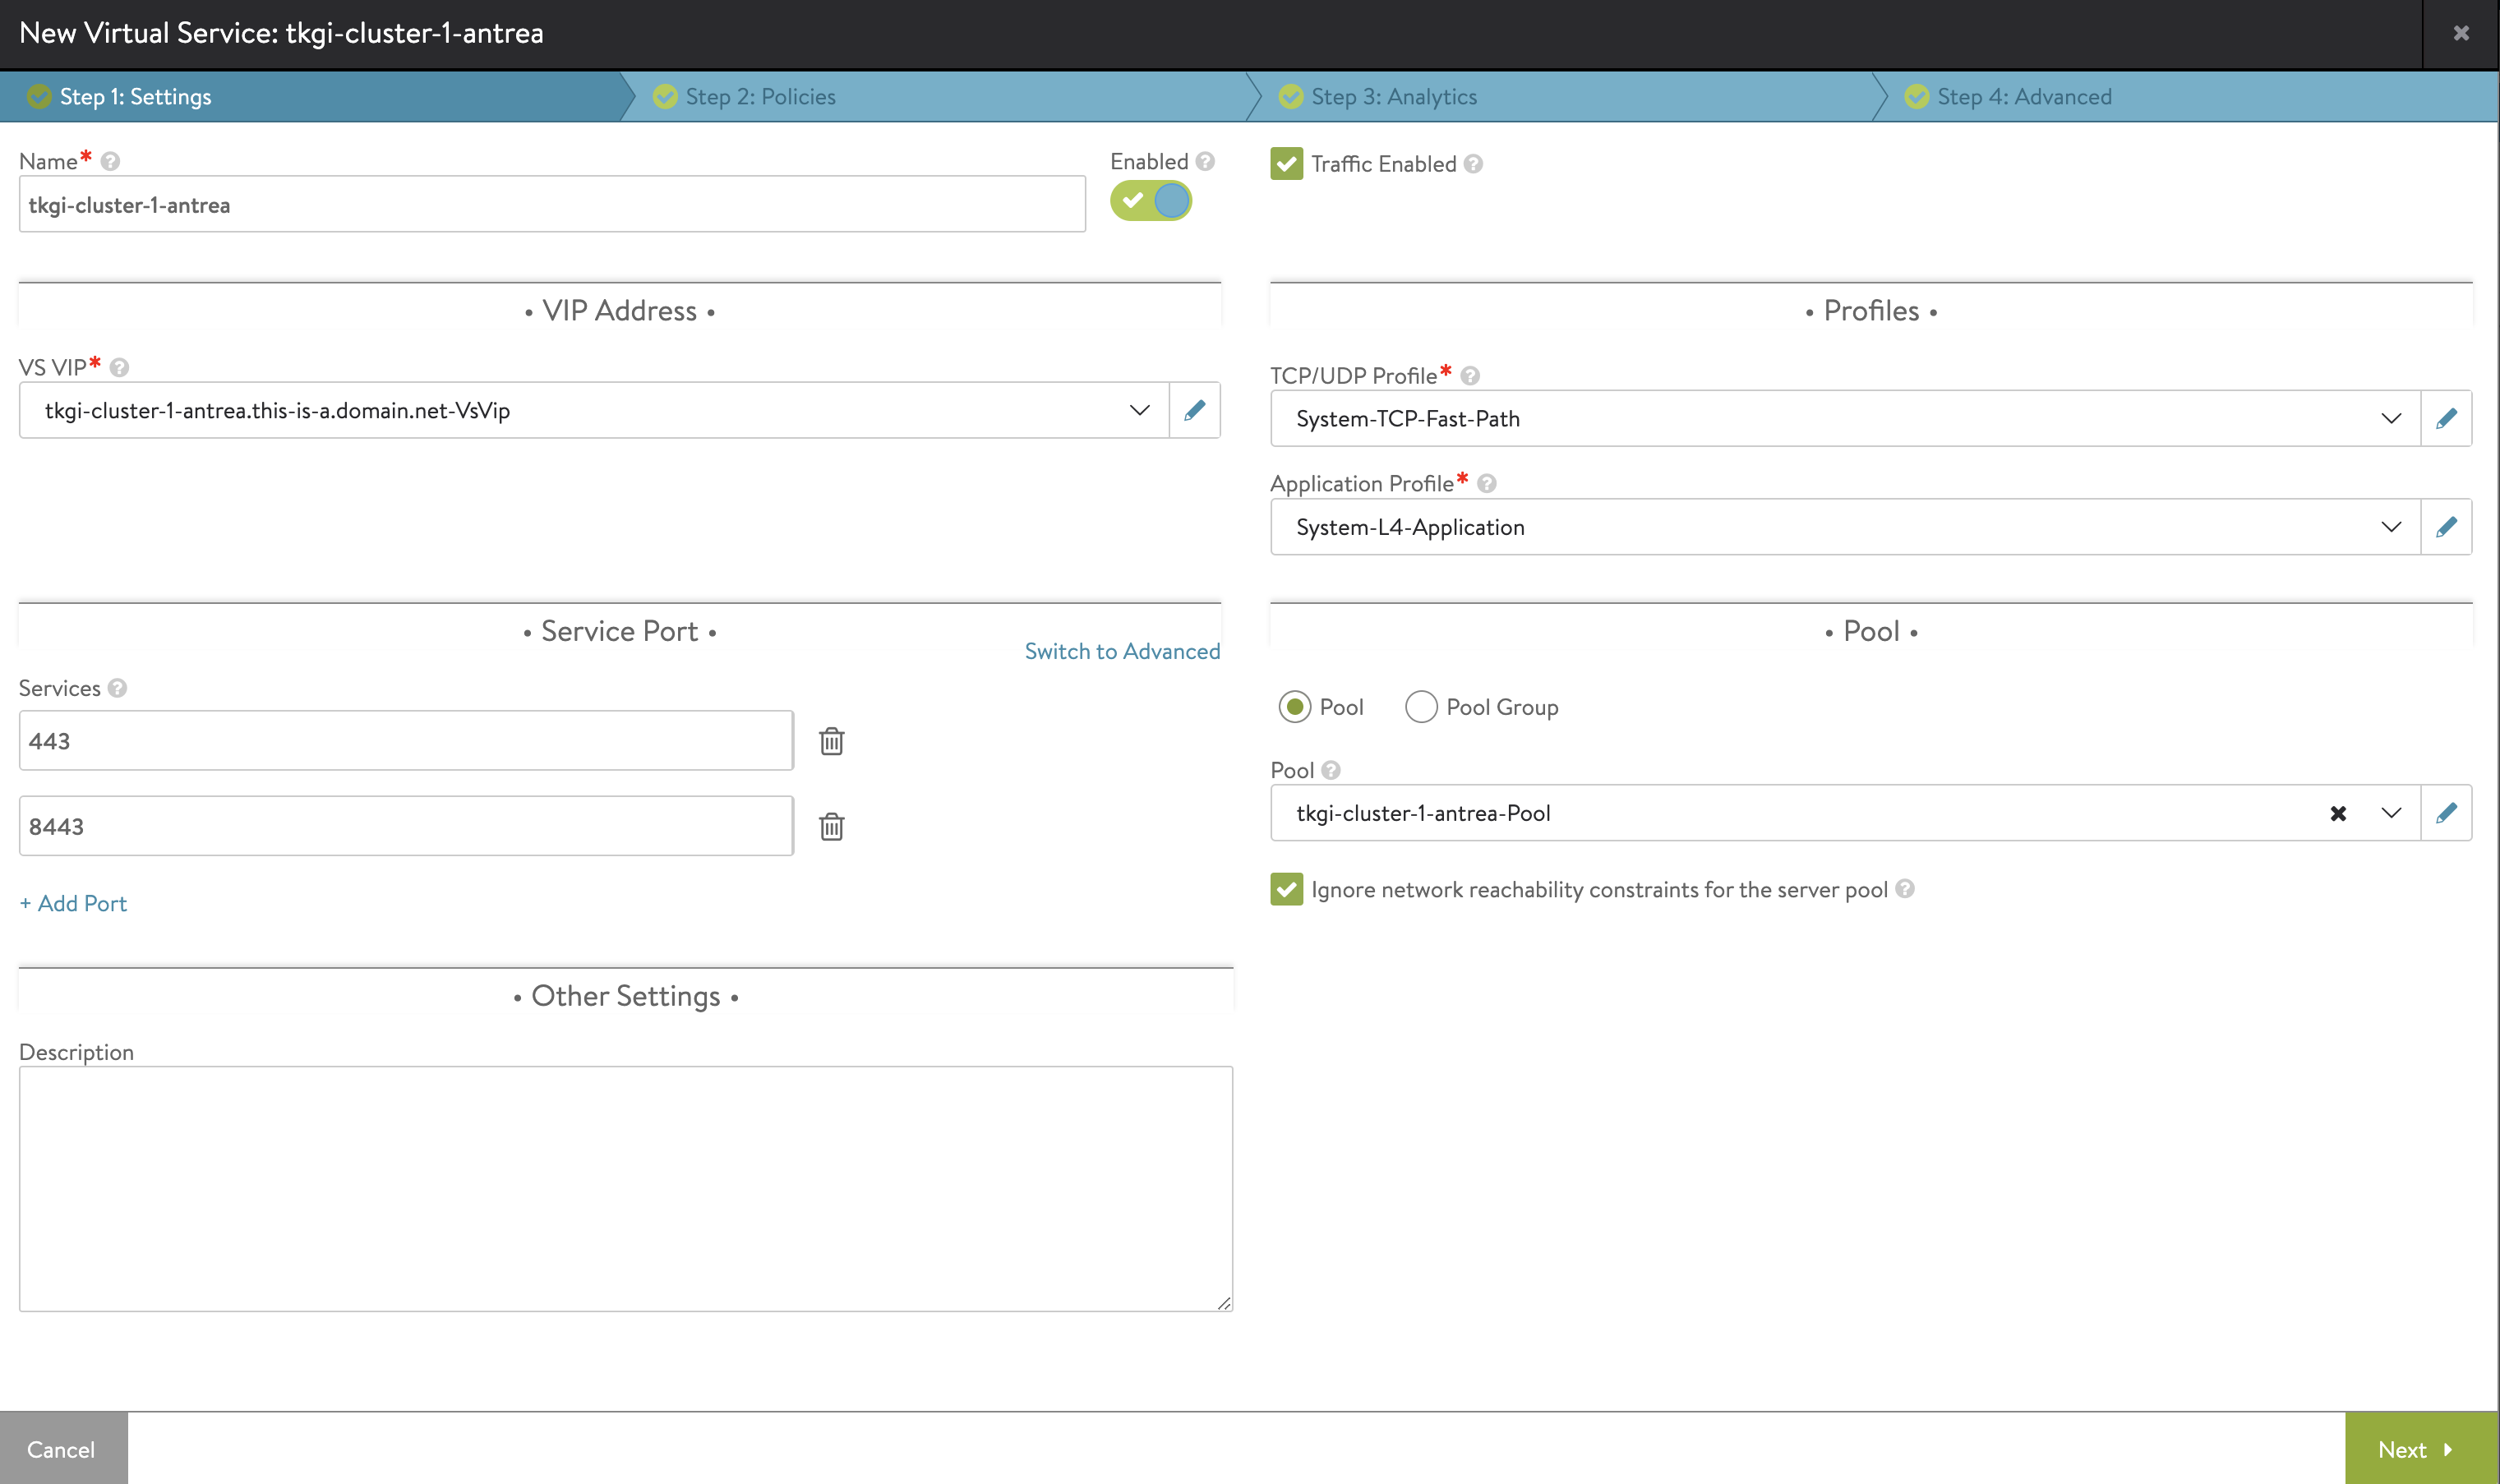 New Virtual Service: tkgi-cluster-1-antrea
Step 1: Settings
Step 2: Policies
Step 3: Analytics
Step 4: Advanced
Name*
tkgi-cluster-1-antrea
Enabled
Traffic Enabled
• VIP Address •
VS VIP*
tkgi-cluster-1-antrea.this-is-a.domain.net-VsVip
• Profiles •
TCP/UDP Profile*
System-TCP-Fast-Path
Application Profile*
System-L4-Application
• Service Port •
Switch to Advanced
Services
443
8443
+ Add Port
• Pool •
Pool
Pool Group
Pool
tkgi-cluster-1-antrea-Pool
Ignore network reachability constraints for the server pool
• Other Settings •
Description
Cancel
Next